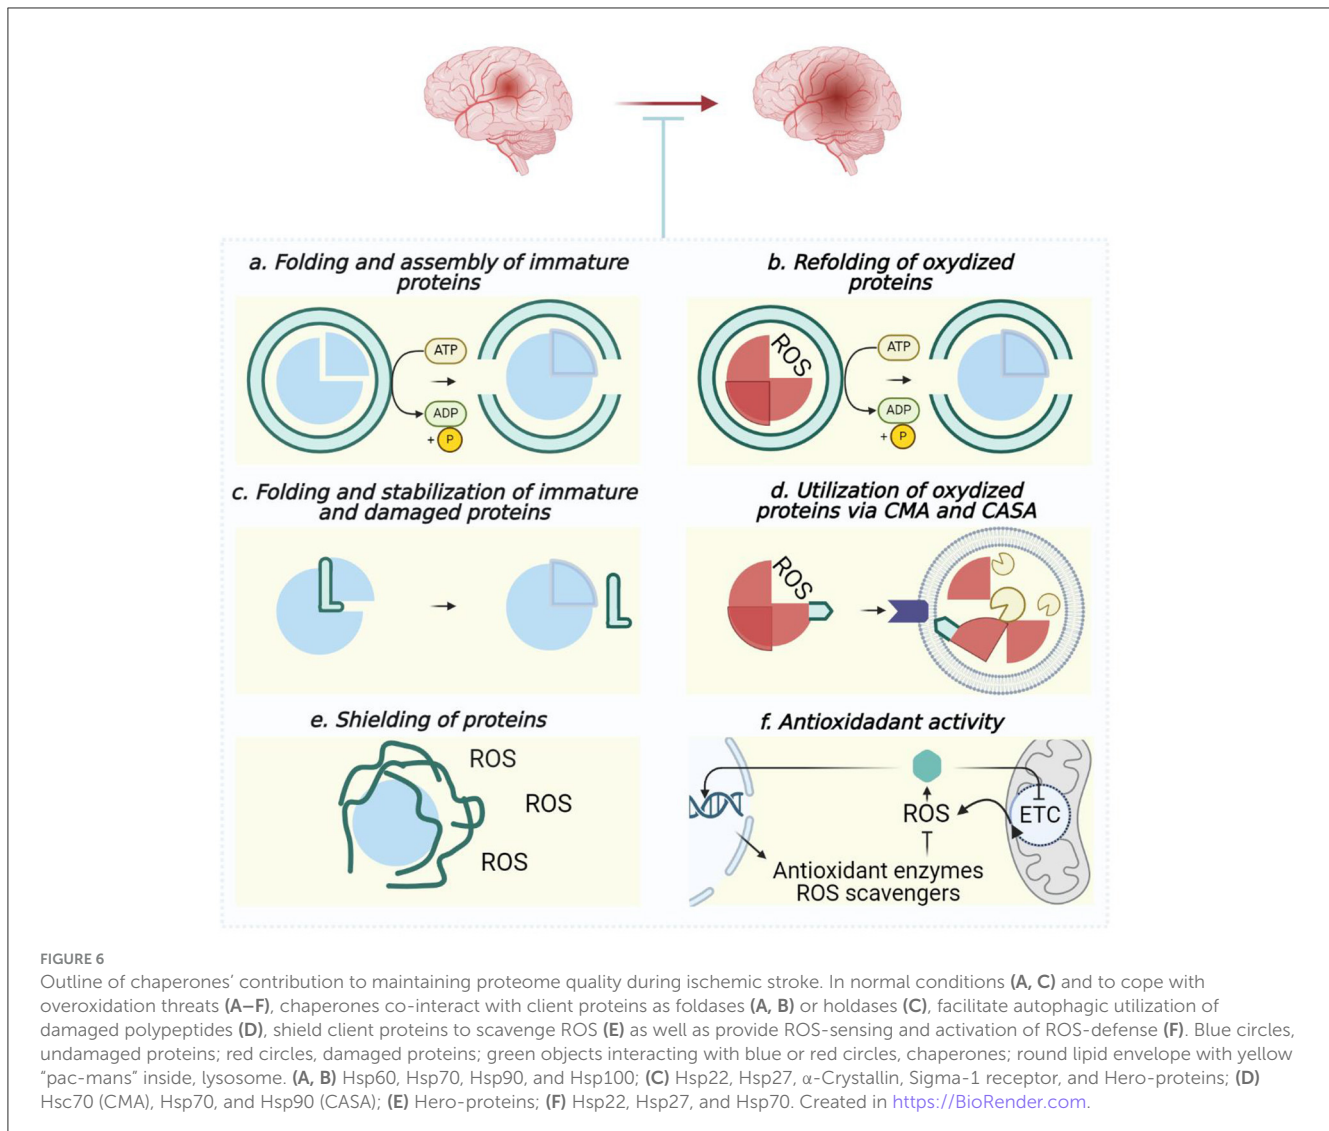 a. Folding and assembly of immature
proteins
ATP
ADP
+ P
b. Refolding of oxydized
proteins
ROS
ATP
ADP
+ P
c. Folding and stabilization of immature
and damaged proteins
d. Utilization of oxydized
proteins via CMA and CASA
ROS
e. Shielding of proteins
ROS
ROS
ROS
f. Antioxidadant activity
ROS
ETC
Antioxidant enzymes
ROS scavengers
FIGURE 6
Outline of chaperones’ contribution to maintaining proteome quality during ischemic stroke. In normal conditions (A, C) and to cope with
overoxidation threats (A–F), chaperones co-interact with client proteins as foldases (A, B) or holdases (C), facilitate autophagic utilization of
damaged polypeptides (D), shield client proteins to scavenge ROS (E) as well as provide ROS-sensing and activation of ROS-defense (F). Blue circles,
undamaged proteins; red circles, damaged proteins; green objects interacting with blue or red circles, chaperones; round lipid envelope with yellow
“pac-mans” inside, lysosome. (A, B) Hsp60, Hsp70, Hsp90, and Hsp100; (C) Hsp22, Hsp27, α-Crystallin, Sigma-1 receptor, and Hero-proteins; (D)
Hsc70 (CMA), Hsp70, and Hsp90 (CASA); (E) Hero-proteins; (F) Hsp22, Hsp27, and Hsp70. Created in https://BioRender.com.